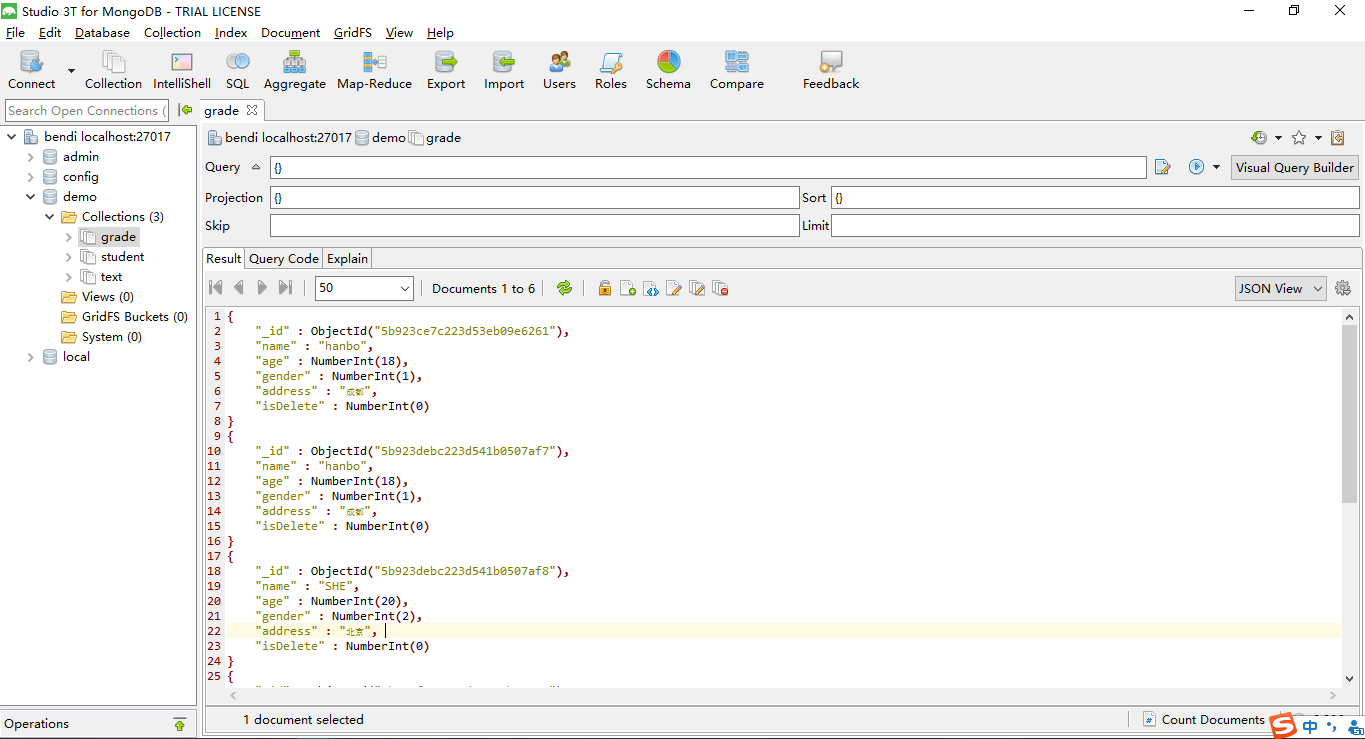 Studio 3T for MongoDB - TRIAL LICENSE
File Edit Database Collection Index Document GridFS View Help
Connect Collection IntelliShell SQL Aggregate Map-Reduce Export Import Users Roles Schema Compare Feedback
Search Open Connections (
grade
bendi localhost:27017
admin
config
demo
Collections (3)
grade
student
text
Views (0)
GridFS Buckets (0)
System (0)
local
Operations
bendi localhost:27017 demo grade
Query {} Visual Query Builder
Projection {} Sort {}
Skip Limit
Result Query Code Explain
50 Documents 1 to 6 JSON View
1 {
2 "_id" : ObjectId("5b923ce7c223d53eb09e6261"),
3 "name" : "hanbo",
4 "age" : NumberInt(18),
5 "gender" : NumberInt(1),
6 "address" : "成都",
7 "isDelete" : NumberInt(0)
8 }
9 {
10 "_id" : ObjectId("5b923debc223d541b0507af7"),
11 "name" : "hanbo",
12 "age" : NumberInt(18),
13 "gender" : NumberInt(1),
14 "address" : "成都",
15 "isDelete" : NumberInt(0)
16 }
17 {
18 "_id" : ObjectId("5b923debc223d541b0507af8"),
19 "name" : "SHE",
20 "age" : NumberInt(20),
21 "gender" : NumberInt(2),
22 "address" : "北京",
23 "isDelete" : NumberInt(0)
24 }
25 {
1 document selected
Count Documents
中